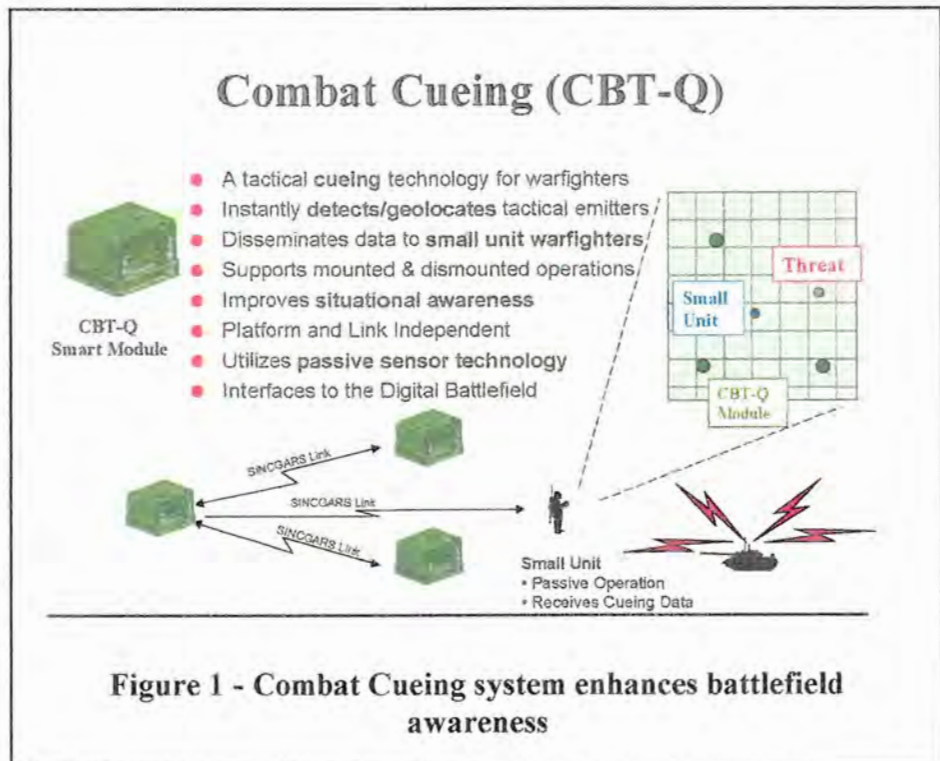 Combat Cueing (CBT-Q)
A tactical cueing technology for warfighters
Instantly detects/geolocates tactical emitters
Disseminates data to small unit warfighters
Supports mounted & dismounted operations
Improves situational awareness
Platform and Link Independent
Utilizes passive sensor technology
Interfaces to the Digital Battlefield
CBT-Q
Smart Module
Threat
Small
Unit
CBT-Q
Module
SINCGARS Link
SINCGARS Link
SINCGARS Link
Small Unit
• Passive Operation
• Receives Cueing Data
Figure 1 - Combat Cueing system enhances battlefield
awareness